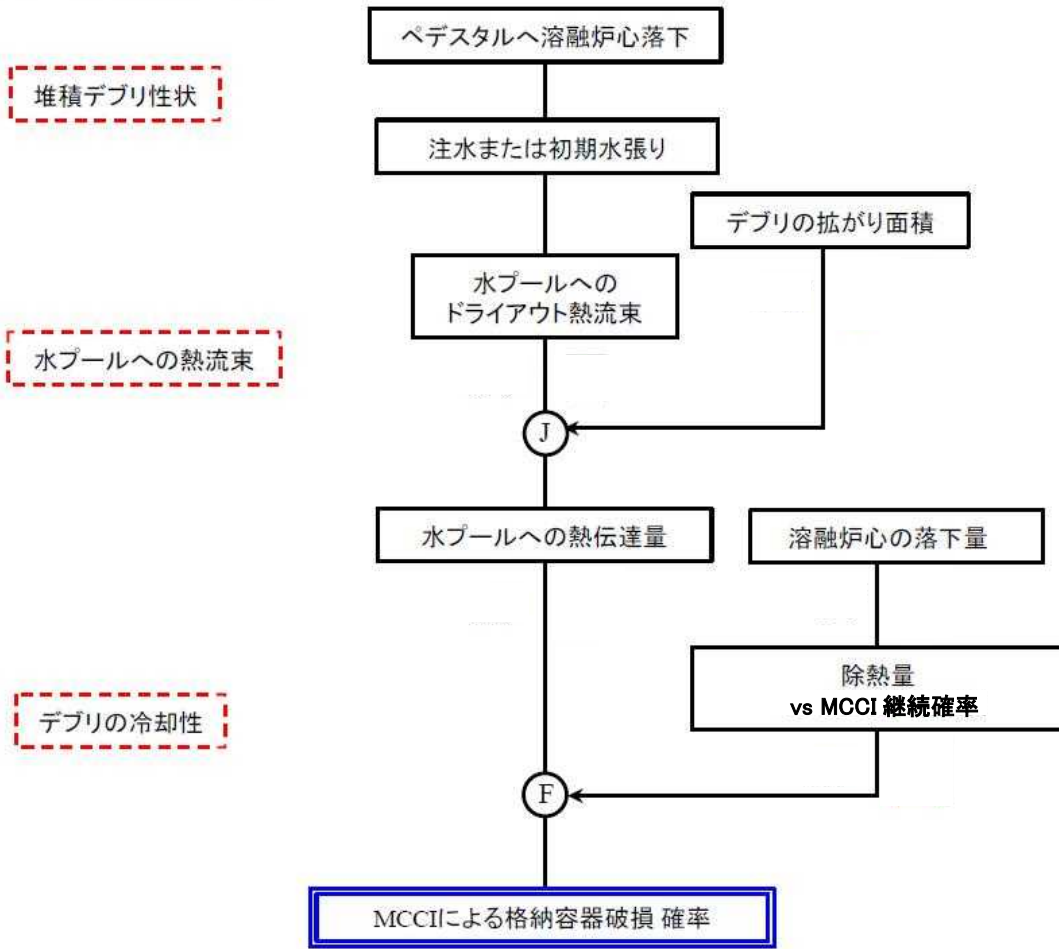 ペデスタルへ溶融炉心落下
堆積デブリ性状
注水または初期水張り
デブリの拡がり面積
水プールへの
ドライアウト熱流束
水プールへの熱流束
J
水プールへの熱伝達量
溶融炉心の落下量
除熱量
vs MCCI 継続確率
デブリの冷却性
F
MCCIによる格納容器破損 確率